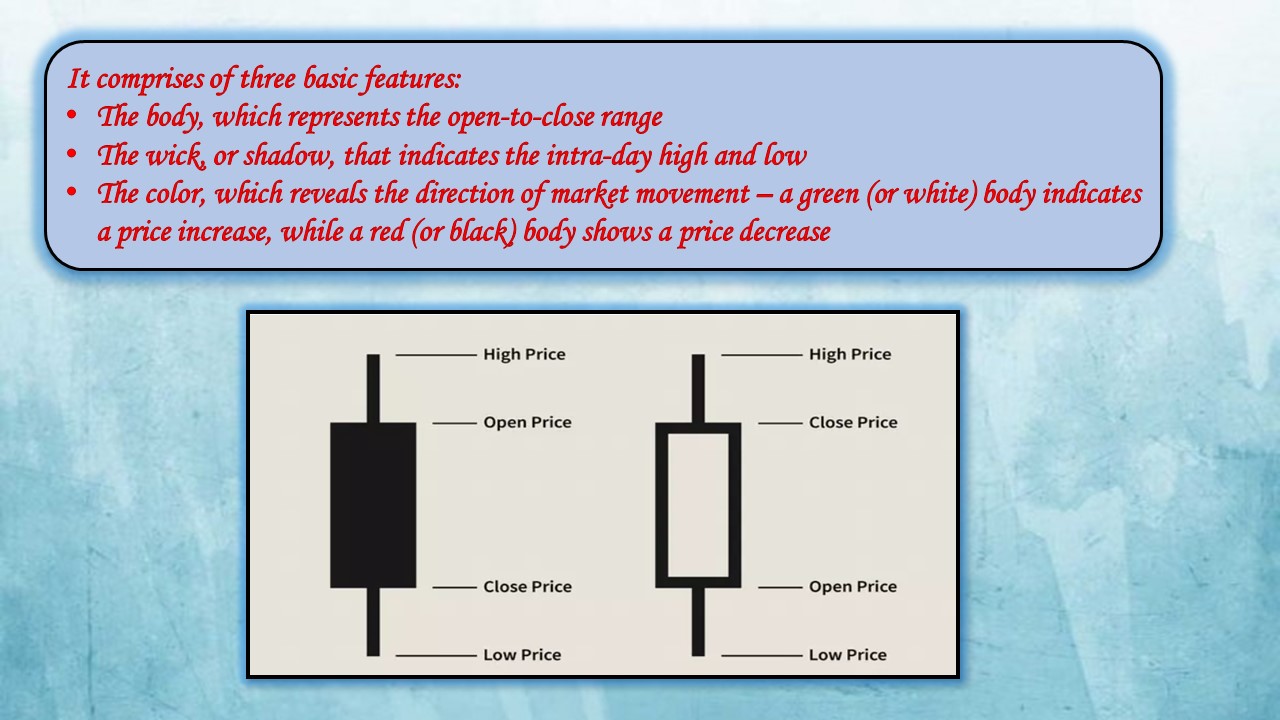 It comprises of three basic features:
• The body, which represents the open-to-close range
• The wick, or shadow, that indicates the intra-day high and low
• The color, which reveals the direction of market movement – a green (or white) body indicates
a price increase, while a red (or black) body shows a price decrease
High Price
Open Price
Close Price
Low Price
High Price
Close Price
Open Price
Low Price